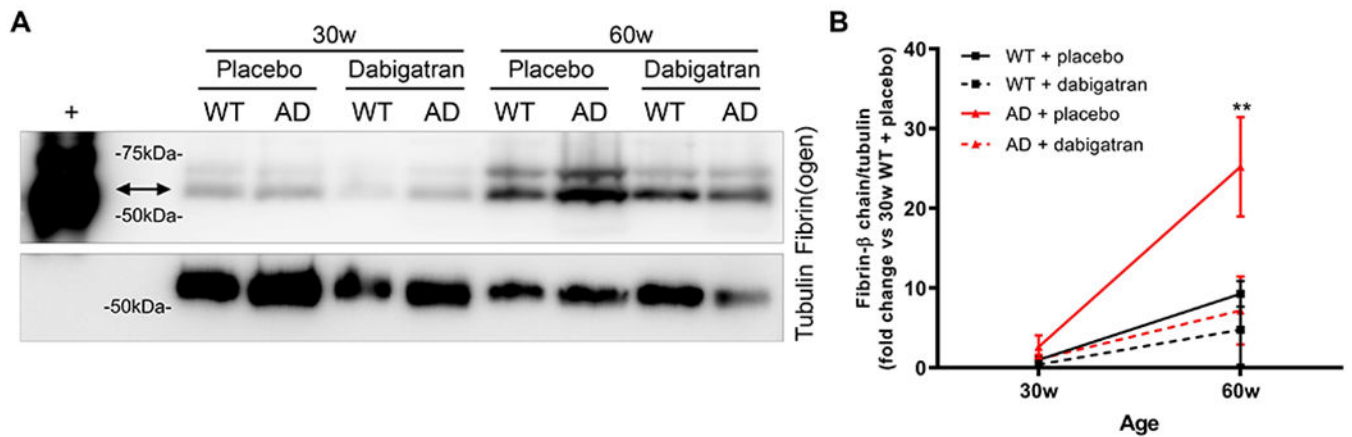 A
30w
60w
Placebo
Dabigatran
Placebo
Dabigatran
+
WT
AD
WT
AD
WT
AD
WT
AD
-75kDa-
-50kDa-
Fibrin(ogen)
-50kDa-
Tubulin
B
Fibrin-β chain/tubulin
(fold change vs 30w WT + placebo)
40
30
20
10
0
WT + placebo
WT + dabigatran
AD + placebo
AD + dabigatran
**
30w
60w
Age